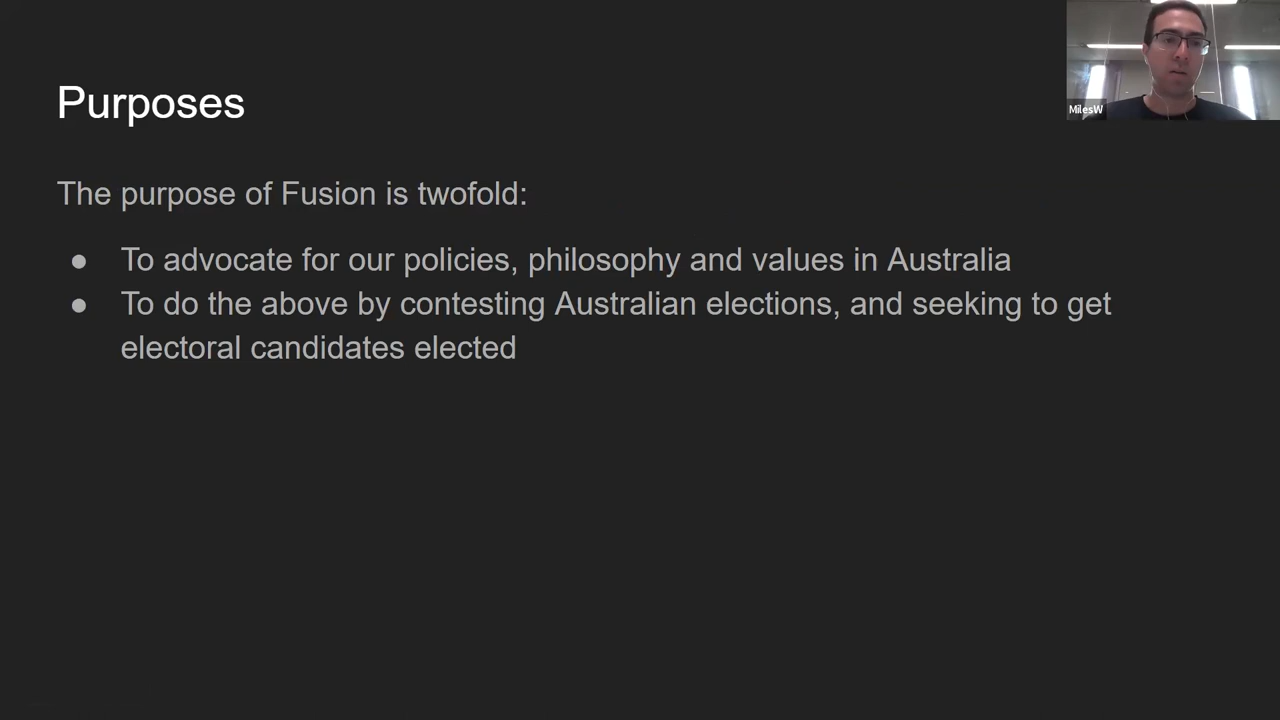 Purposes
MilesW
The purpose of Fusion is twofold:
● To advocate for our policies, philosophy and values in Australia
● To do the above by contesting Australian elections, and seeking to get
electoral candidates elected